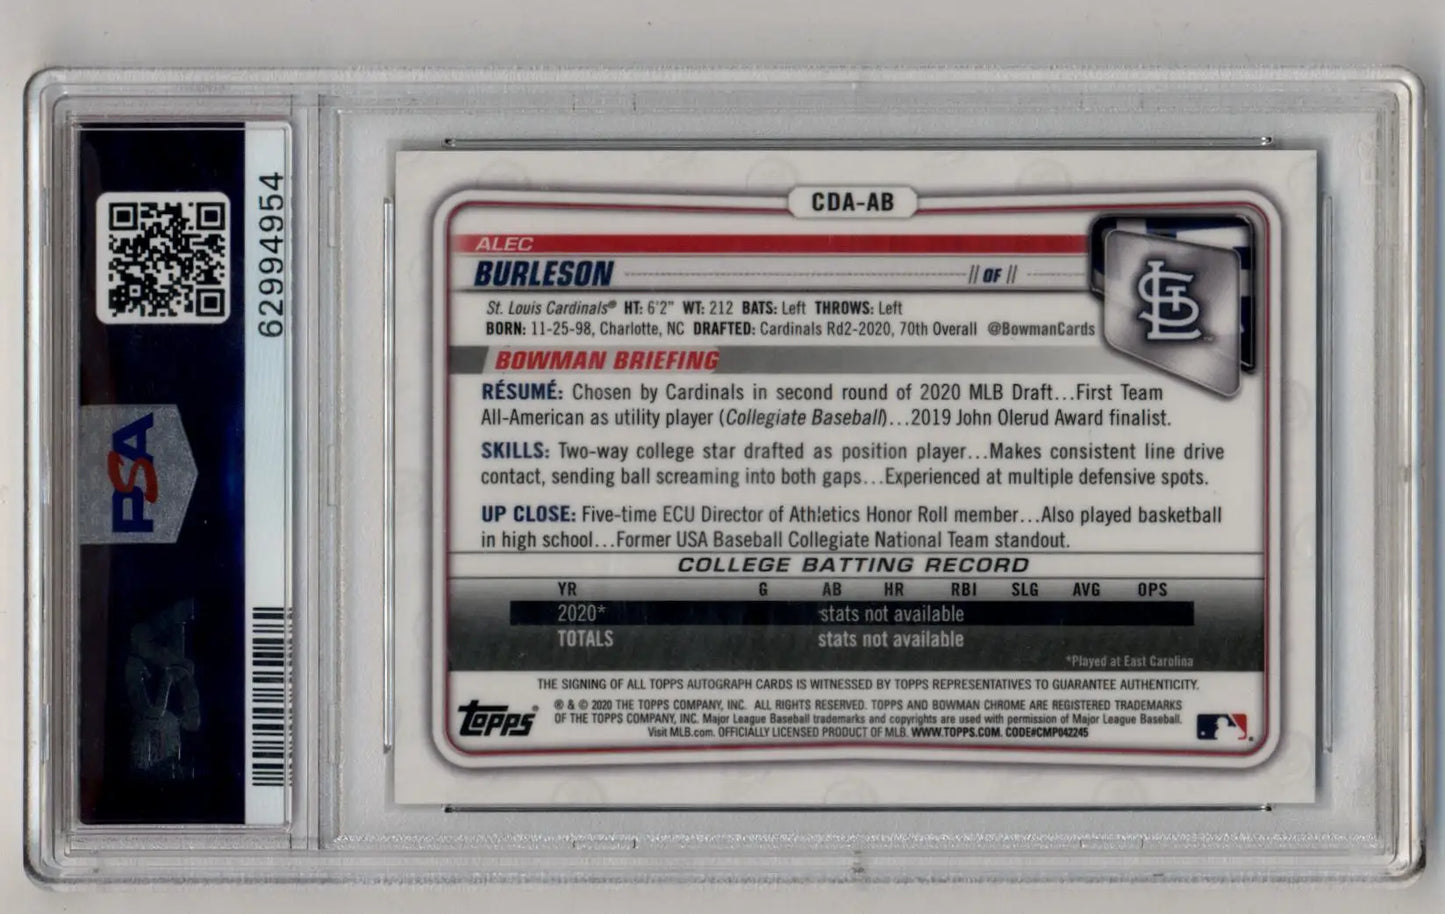 62994954
PSA
CDA-AB
ALEC
BURLESON
// OF //
St. Louis Cardinals® HT: 6'2" WT: 212 BATS: Left THROWS: Left
BORN: 11-25-98, Charlotte, NC DRAFTED: Cardinals Rd2-2020, 70th Overall @BowmanCards
STL
BOWMAN BRIEFING
RÉSUMÉ: Chosen by Cardinals in second round of 2020 MLB Draft...First Team
All-American as utility player (Collegiate Baseball)...2019 John Olerud Award finalist.
SKILLS: Two-way college star drafted as position player...Makes consistent line drive
contact, sending ball screaming into both gaps...Experienced at multiple defensive spots.
UP CLOSE: Five-time ECU Director of Athletics Honor Roll member...Also played basketball
in high school...Former USA Baseball Collegiate National Team standout.
COLLEGE BATTING RECORD
YR G AB HR RBI SLG AVG OPS
2020* stats not available
TOTALS stats not available
*Played at East Carolina
THE SIGNING OF ALL TOPPS AUTOGRAPH CARDS IS WITNESSED BY TOPPS REPRESENTATIVES TO GUARANTEE AUTHENTICITY.
Topps®
® & © 2020 THE TOPPS COMPANY, INC. ALL RIGHTS RESERVED. TOPPS AND BOWMAN CHROME ARE REGISTERED TRADEMARKS
OF THE TOPPS COMPANY, INC. Major League Baseball trademarks and copyrights are used with permission of Major League Baseball.
Visit MLB.com. OFFICIALLY LICENSED PRODUCT OF MLB. WWW.TOPPS.COM. CODE#CMP042245